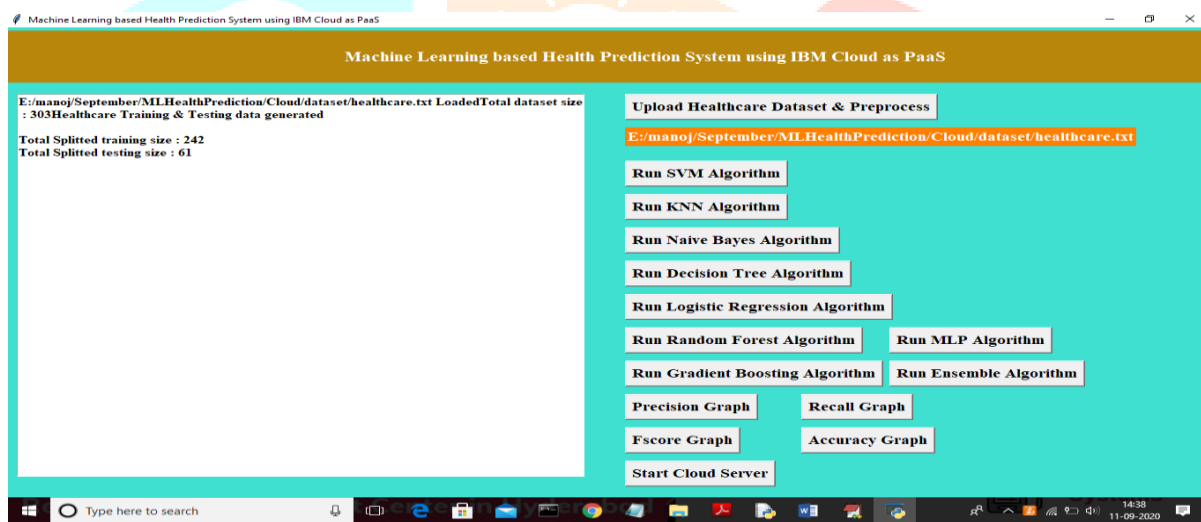 Machine Learning based Health Prediction System using IBM Cloud as PaaS
Machine Learning based Health Prediction System using IBM Cloud as PaaS
E:/manoj/September/MLHealthPrediction/Cloud/dataset/healthcare.txt LoadedTotal dataset size
: 303Healthcare Training & Testing data generated
Total Splitted training size : 242
Total Splitted testing size : 61
Upload Healthcare Dataset & Preprocess
E:/manoj/September/MLHealthPrediction/Cloud/dataset/healthcare.txt
Run SVM Algorithm
Run KNN Algorithm
Run Naive Bayes Algorithm
Run Decision Tree Algorithm
Run Logistic Regression Algorithm
Run Random Forest Algorithm
Run MLP Algorithm
Run Gradient Boosting Algorithm
Run Ensemble Algorithm
Precision Graph
Recall Graph
Fscore Graph
Accuracy Graph
Start Cloud Server
Type here to search
14:38
11-09-2020